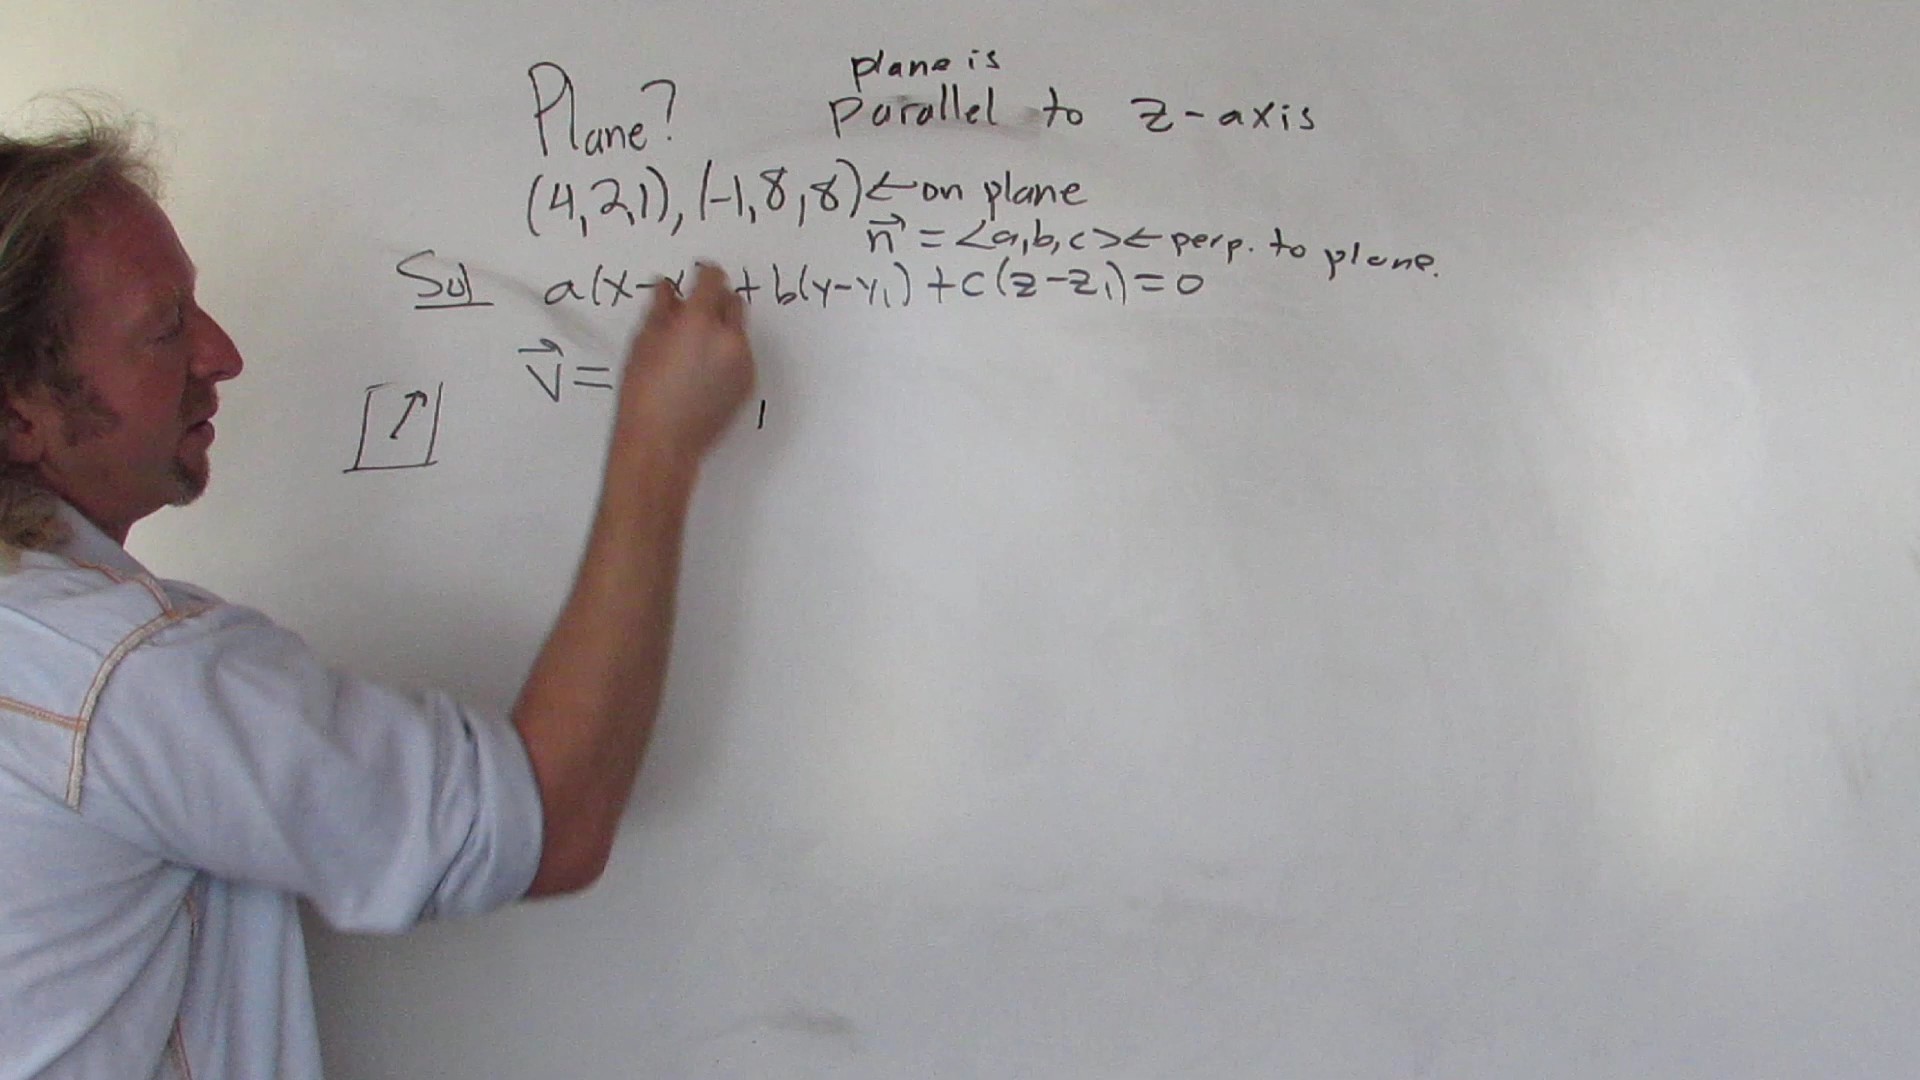 plane is
Plane? parallel to z-axis
(4,2,1), (-1,8,8) ← on plane
n⃗ = <a,b,c> ← perp. to plane.
Sol a(x-x +b(y-y₁)+c(z-z₁)=0
v⃗=